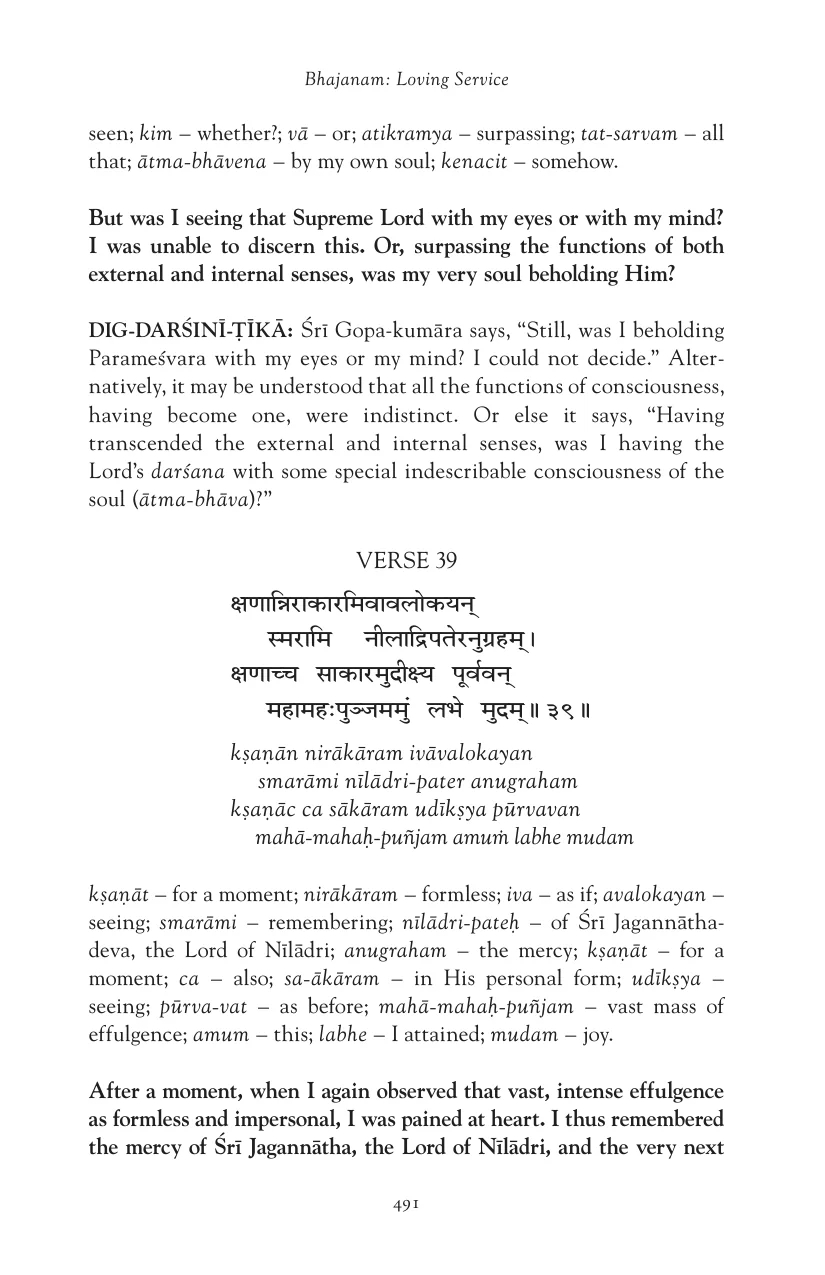 Bhajanam: Loving Service
seen; kim – whether?; vā – or; atikramya – surpassing; tat-sarvam – all
that; ātma-bhāvena – by my own soul; kenacit – somehow.
But was I seeing that Supreme Lord with my eyes or with my mind?
I was unable to discern this. Or, surpassing the functions of both
external and internal senses, was my very soul beholding Him?
DIG-DARŚINĪ-ṬĪKĀ: Śrī Gopa-kumāra says, “Still, was I beholding
Parameśvara with my eyes or my mind? I could not decide.” Alter-
natively, it may be understood that all the functions of consciousness,
having become one, were indistinct. Or else it says, “Having
transcended the external and internal senses, was I having the
Lord’s darśana with some special indescribable consciousness of the
soul (ātma-bhāva)?”
VERSE 39
क्षणान्निराकारमिवावलोकयन्
स्मरामि नीलाद्रिपतेरनुग्रहम्।
क्षणाच्च साकारमुदीक्ष्य पूर्ववन्
महामहःपुञ्जममुं लभे मुदम्॥ ३९॥
kṣaṇān nirākāram ivāvalokayan
smarāmi nīlādri-pater anugraham
kṣaṇāc ca sākāram udīkṣya pūrvavan
mahā-mahaḥ-puñjam amuṁ labhe mudam
kṣaṇāt – for a moment; nirākāram – formless; iva – as if; avalokayan –
seeing; smarāmi – remembering; nīlādri-pateḥ – of Śrī Jagannātha-
deva, the Lord of Nīlādri; anugraham – the mercy; kṣaṇāt – for a
moment; ca – also; sa-ākāram – in His personal form; udīkṣya –
seeing; pūrva-vat – as before; mahā-mahaḥ-puñjam – vast mass of
effulgence; amum – this; labhe – I attained; mudam – joy.
After a moment, when I again observed that vast, intense effulgence
as formless and impersonal, I was pained at heart. I thus remembered
the mercy of Śrī Jagannātha, the Lord of Nīlādri, and the very next
491